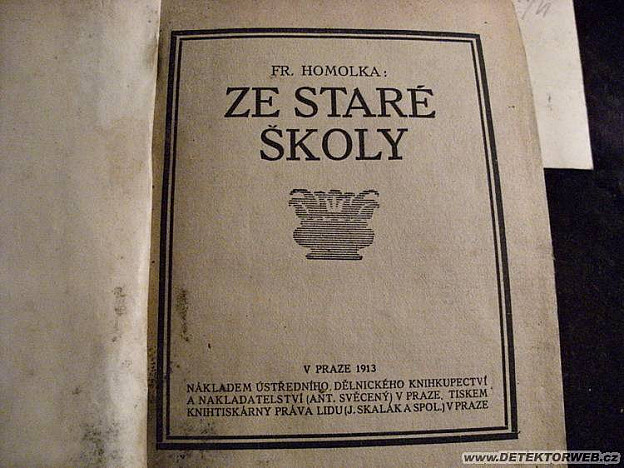 FR. HOMOLKA:
ZE STARÉ
ŠKOLY
V PRAZE 1913
NÁKLADEM ÚSTŘEDNÍHO DĚLNICKÉHO KNIHKUPECTVÍ
A NAKLADATELSTVÍ (ANT. SVĚCENÝ) V PRAZE, TISKEM
KNIHTISKÁRNY PRÁVA LIDU (J. SKALÁK A SPOL.) V PRAZE
www.DETEKTORWEB.cz